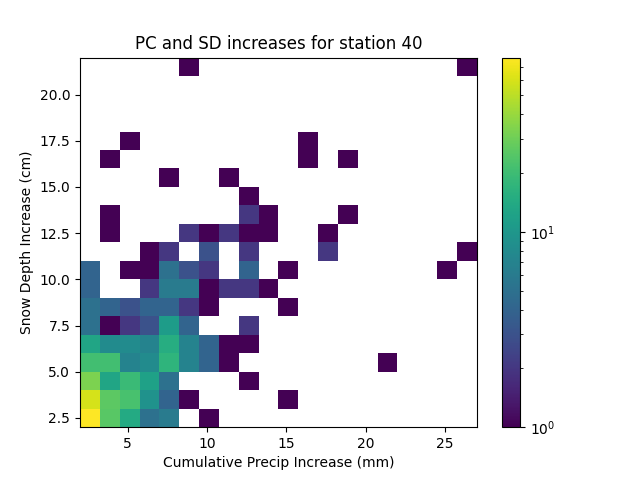 PC and SD increases for station 40
20.0
17.5
15.0
12.5
10.0
7.5
5.0
2.5
Snow Depth Increase (cm)
5 10 15 20 25
Cumulative Precip Increase (mm)
10¹
10⁰